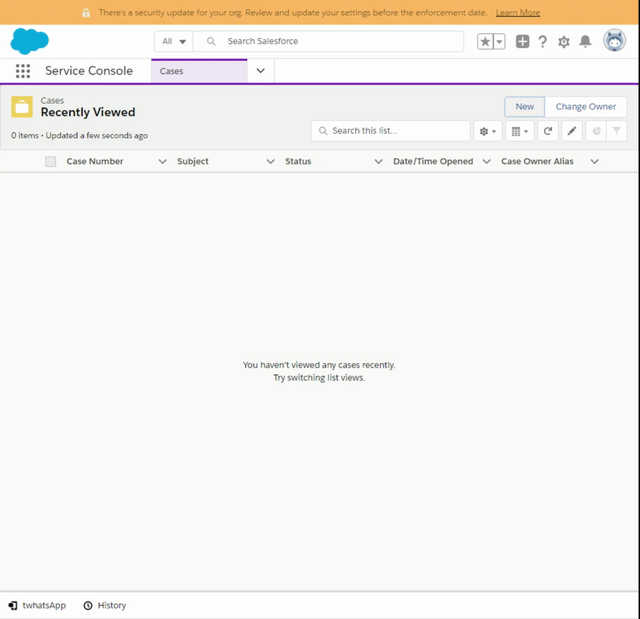 There's a security update for your org. Review and update your settings before the enforcement date. Learn More
All Search Salesforce
Service Console Cases
Cases
Recently Viewed
New Change Owner
0 items • Updated a few seconds ago
Search this list...
Case Number Subject Status Date/Time Opened Case Owner Alias
You haven't viewed any cases recently.
Try switching list views.
twhatsApp History